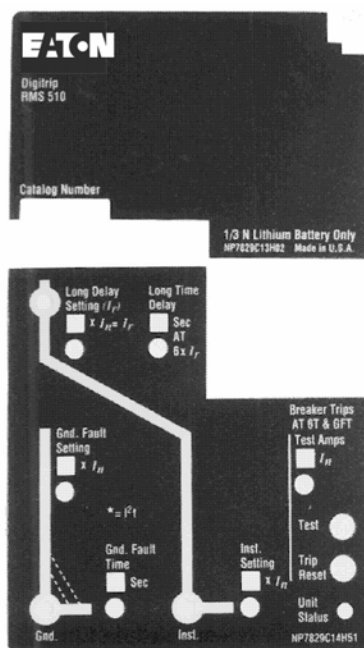 EATON
Digitrip
RMS 510
Catalog Number
1/3 N Lithium Battery Only
NP7829C13H02 Made in U.S.A.
Long Delay
Setting (Ir)
x In = Ir
Long Time
Delay
Sec
AT
6x Ir
Breaker Trips
AT 6T & GFT
Test Amps
In
Gnd. Fault
Setting
x In
*= I²t
Test
Gnd. Fault
Time
Sec
Inst.
Setting
x In
Trip
Reset
Unit
Status
Gnd.
Inst.
NP7829C14H51